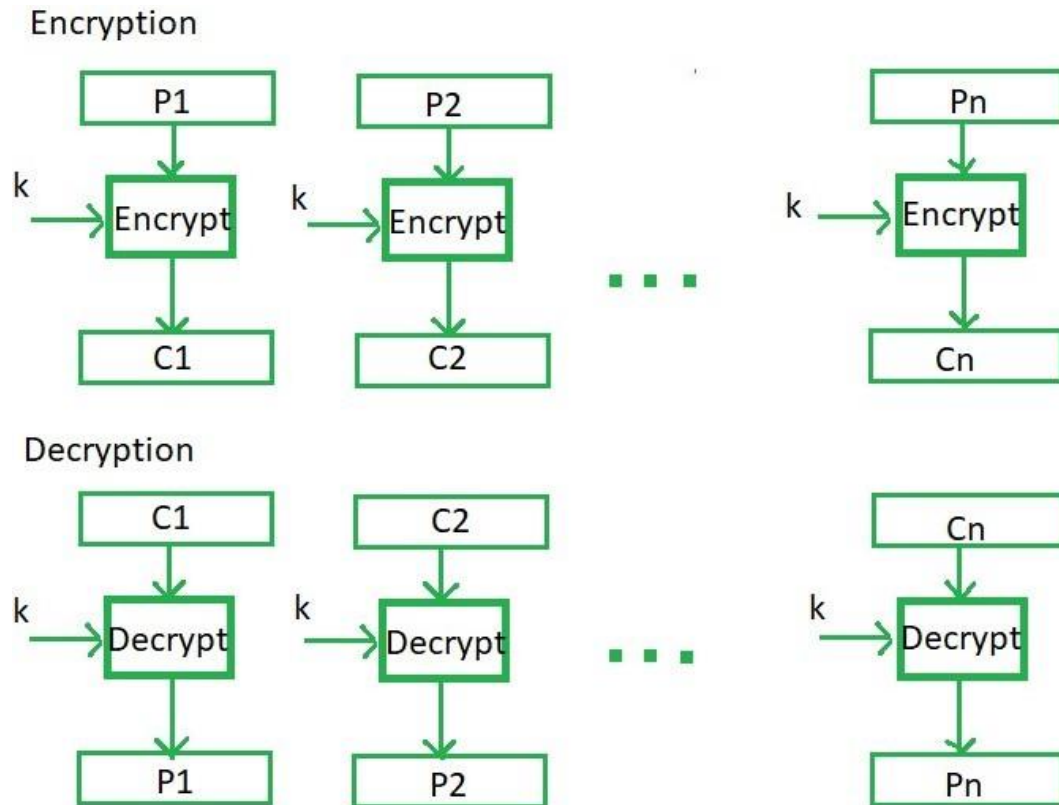 Encryption
P1 P2 Pn
k Encrypt k Encrypt k Encrypt
C1 C2 Cn
Decryption
C1 C2 Cn
k Decrypt k Decrypt k Decrypt
P1 P2 Pn